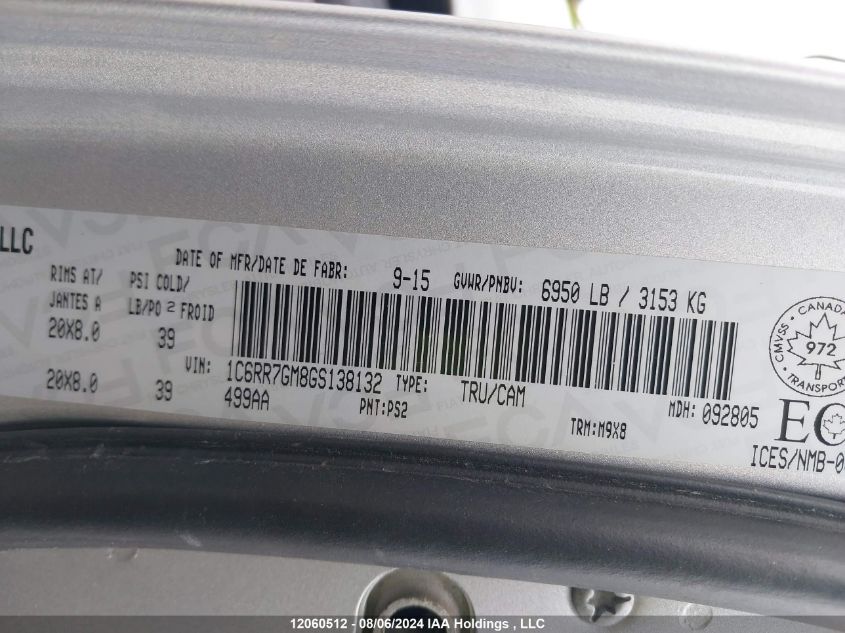 LLC
DATE OF MFR/DATE DE FABR: 9-15 GVWR/PNBV: 6950 LB / 3153 KG
RIMS AT/ PSI COLD/
JANTES A LB/PO 2 FROID
20X8.0 39
VIN: 1C6RR7GM8GS138132 TYPE: TRU/CAM MDH: 092805
20X8.0 39 499AA PNT:PS2 TRM:M9X8
CANADA
CMVSS
972
TRANSPORT
EC
ICES/NMB-0
12060512 - 08/06/2024 IAA Holdings , LLC